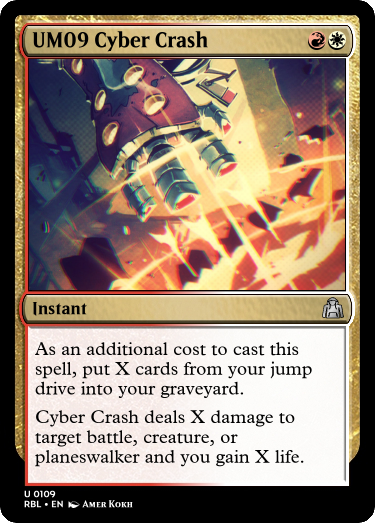 UM09 Cyber Crash
Instant
As an additional cost to cast this
spell, put X cards from your jump
drive into your graveyard.
Cyber Crash deals X damage to
target battle, creature, or
planeswalker and you gain X life.
U 0109
RBL • EN Amer Kokh